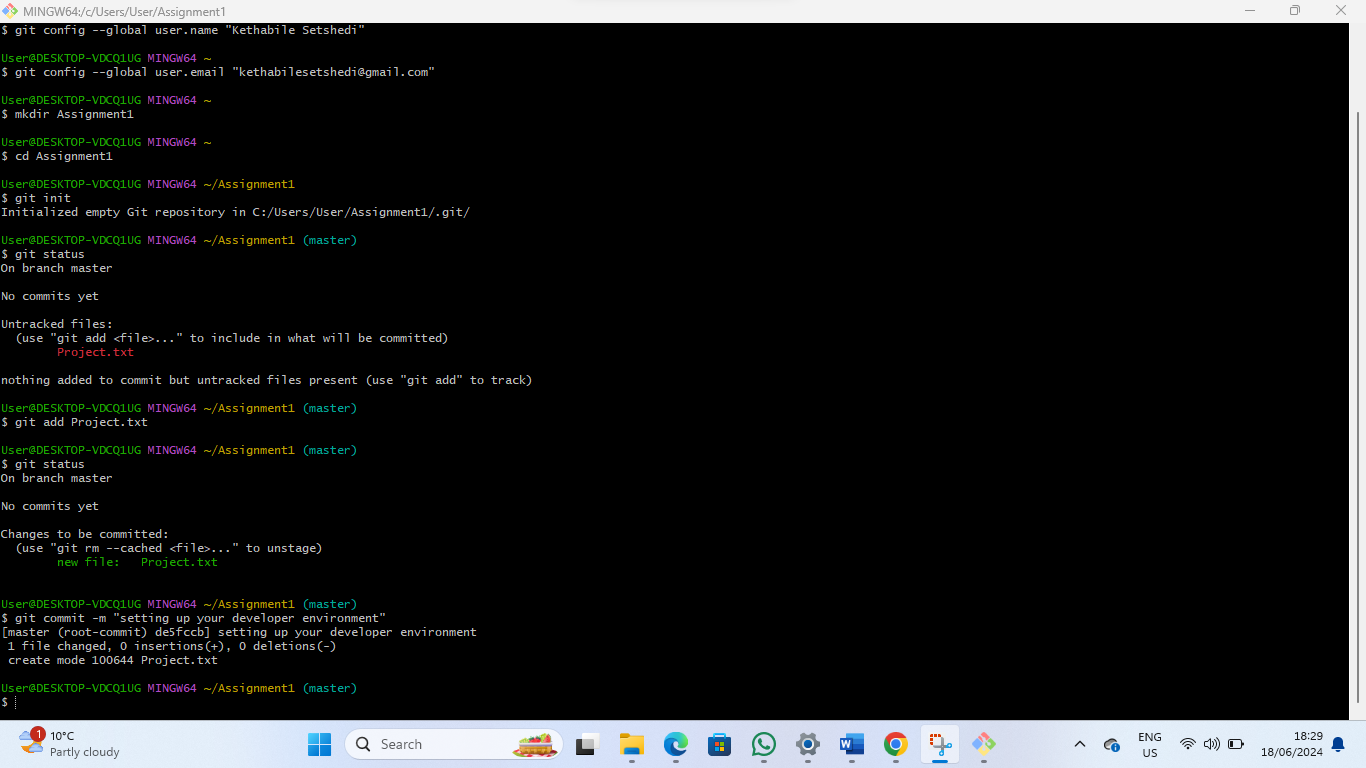 MINGW64:/c/Users/User/Assignment1
$ git config --global user.name "Kethabile Setshedi"
User@DESKTOP-VDCQ1UG MINGW64 ~
$ git config --global user.email "kethabilesetshedi@gmail.com"
User@DESKTOP-VDCQ1UG MINGW64 ~
$ mkdir Assignment1
User@DESKTOP-VDCQ1UG MINGW64 ~
$ cd Assignment1
User@DESKTOP-VDCQ1UG MINGW64 ~/Assignment1
$ git init
Initialized empty Git repository in C:/Users/User/Assignment1/.git/
User@DESKTOP-VDCQ1UG MINGW64 ~/Assignment1 (master)
$ git status
On branch master
No commits yet
Untracked files:
(use "git add <file>..." to include in what will be committed)
Project.txt
nothing added to commit but untracked files present (use "git add" to track)
User@DESKTOP-VDCQ1UG MINGW64 ~/Assignment1 (master)
$ git add Project.txt
User@DESKTOP-VDCQ1UG MINGW64 ~/Assignment1 (master)
$ git status
On branch master
No commits yet
Changes to be committed:
(use "git rm --cached <file>..." to unstage)
new file:   Project.txt
User@DESKTOP-VDCQ1UG MINGW64 ~/Assignment1 (master)
$ git commit -m "setting up your developer environment"
[master (root-commit) de5fccb] setting up your developer environment
1 file changed, 0 insertions(+), 0 deletions(-)
create mode 100644 Project.txt
User@DESKTOP-VDCQ1UG MINGW64 ~/Assignment1 (master)
$
1
10°C
Partly cloudy
Search
ENG
US
18:29
18/06/2024